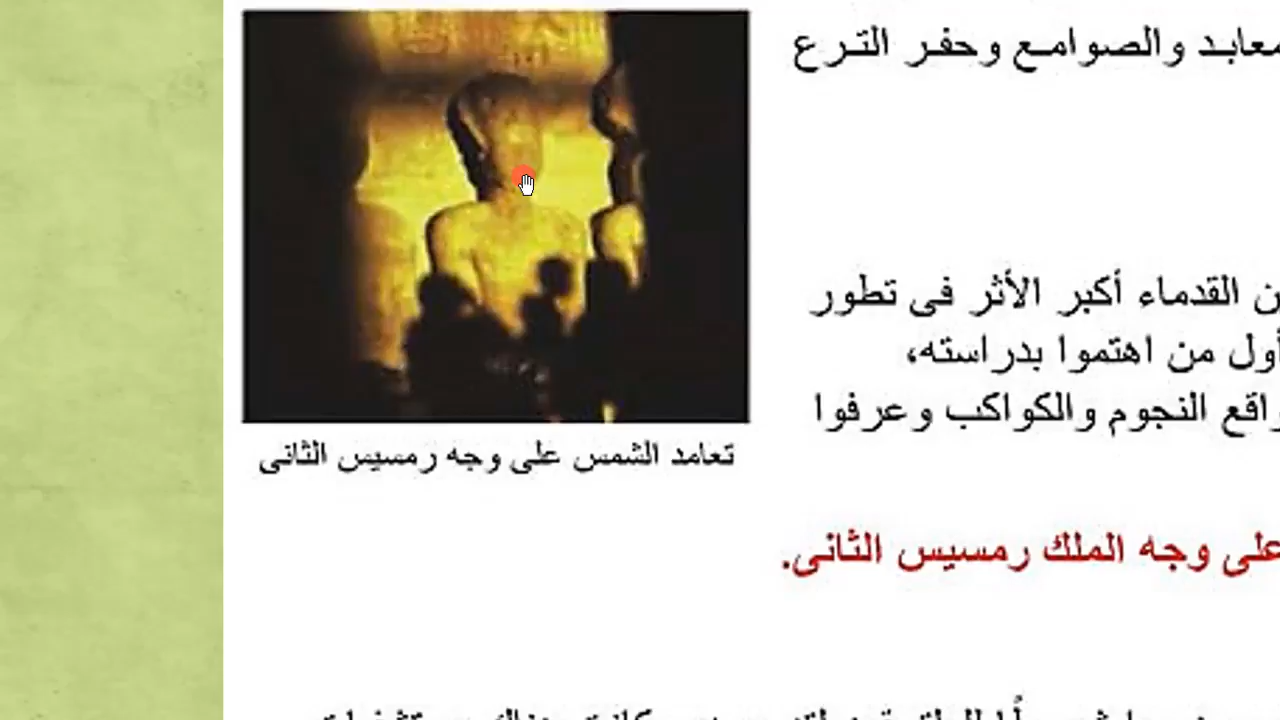 معابد والصوامع وحفر الترع
القدماء أكبر الأثر فى تطور
أول من اهتموا بدراسته،
النجوم والكواكب وعرفوا
تعامد الشمس على وجه رمسيس الثانى
على وجه الملك رمسيس الثانى.